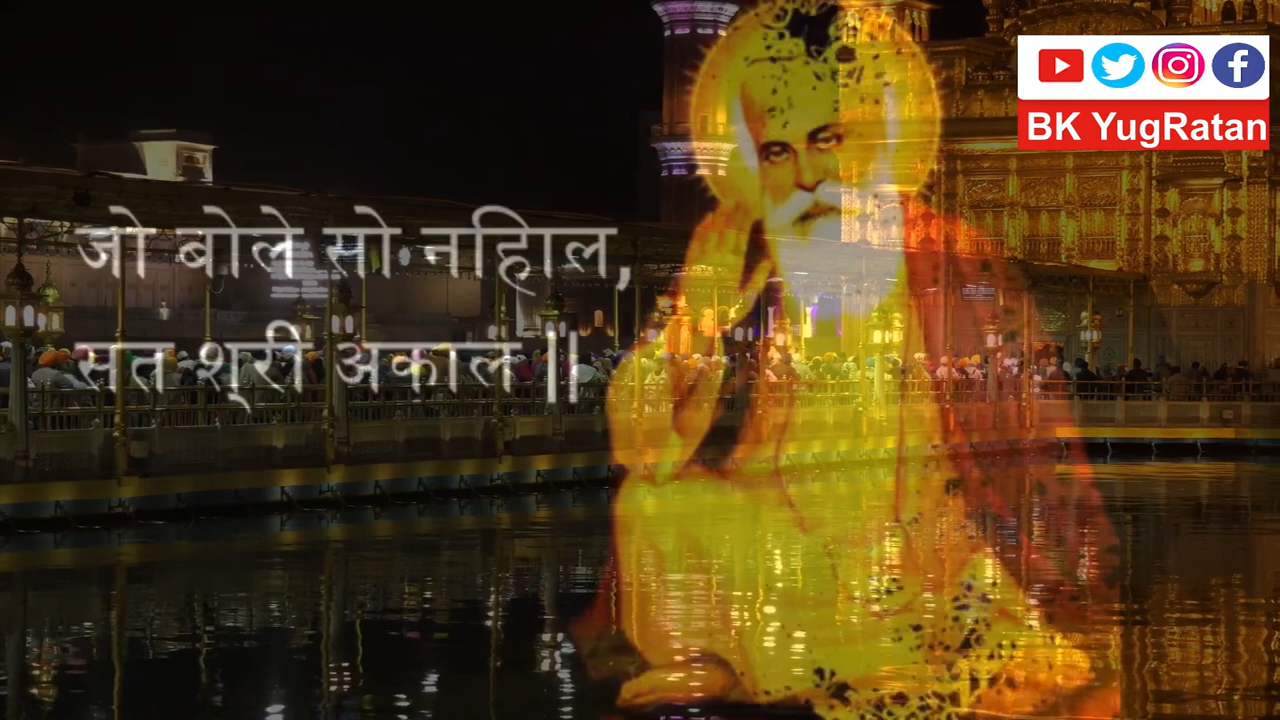 जो बोले सो नहिाल,
सत श्री अकाल ||
BK YugRatan